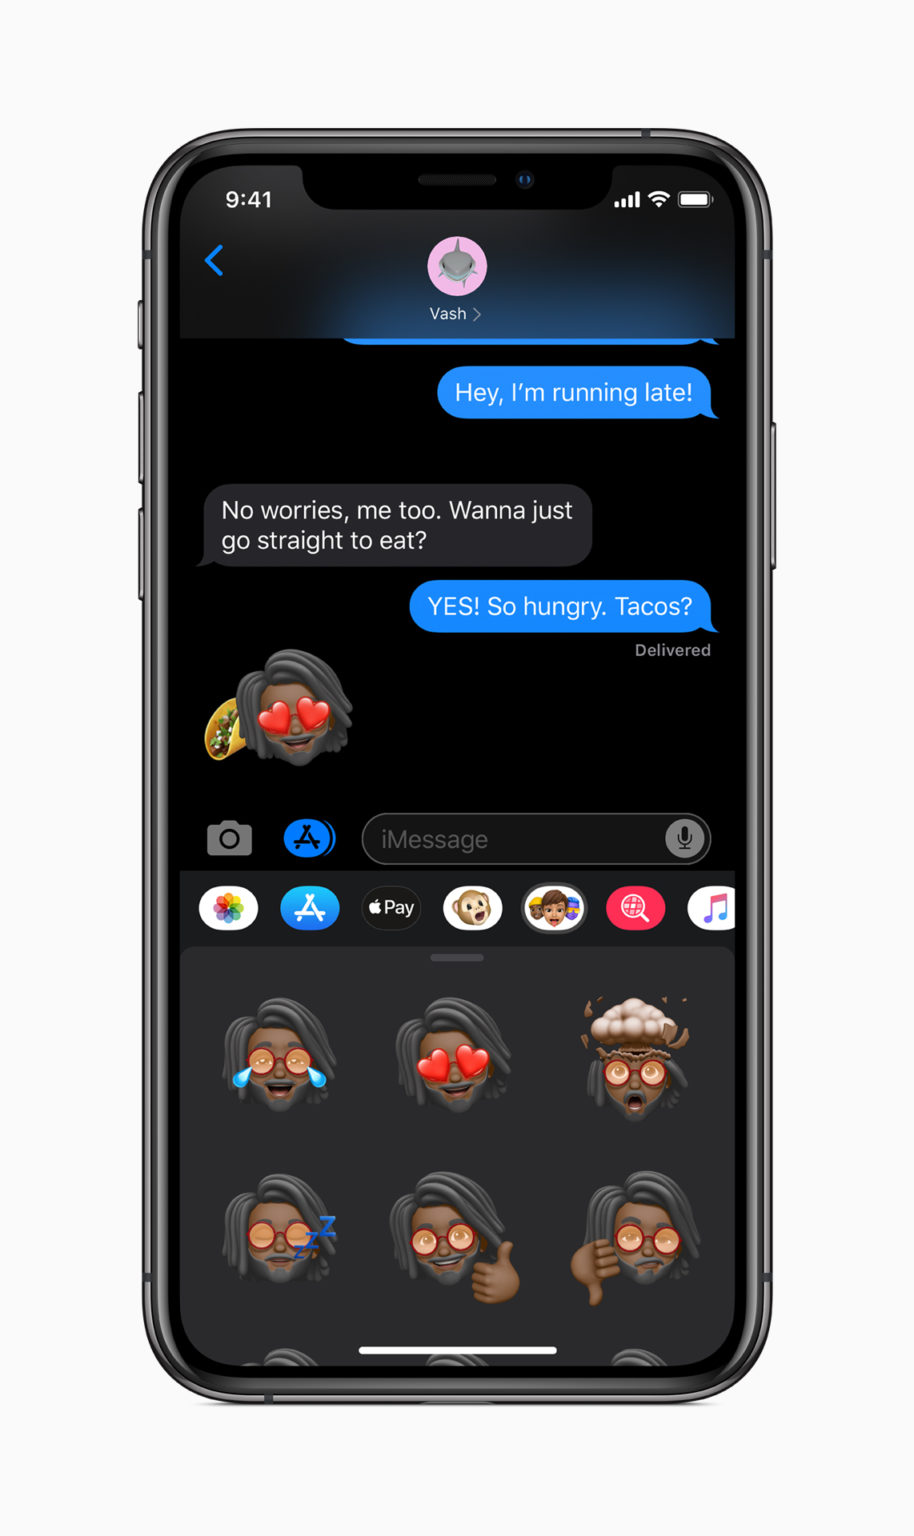 9:41
Vash
Hey, I’m running late!
No worries, me too. Wanna just
go straight to eat?
YES! So hungry. Tacos?
Delivered
iMessage
Pay
zzZ